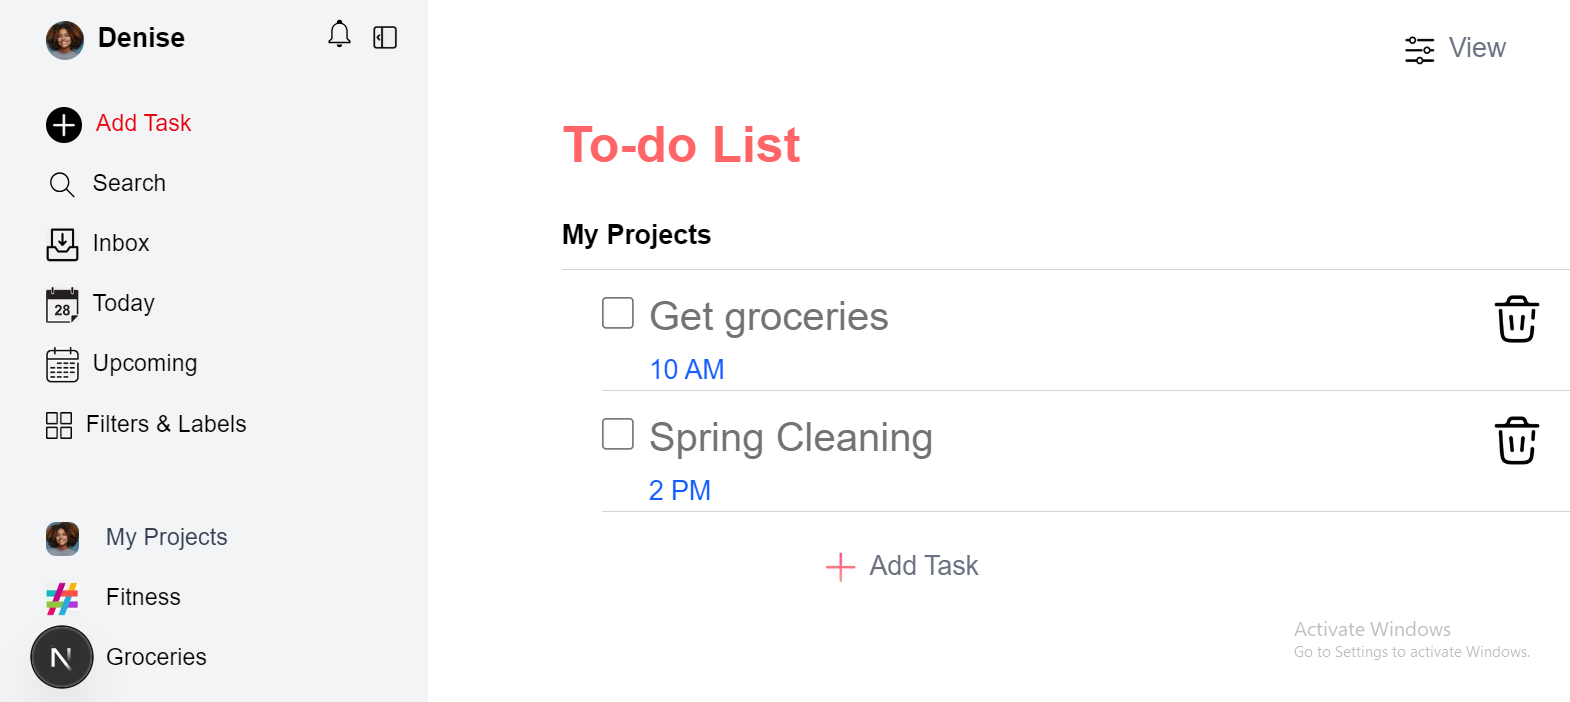 Denise
Add Task
Search
Inbox
28
Today
Upcoming
Filters & Labels
My Projects
Fitness
N
Groceries
View
To-do List
My Projects
Get groceries
10 AM
Spring Cleaning
2 PM
Add Task
Activate Windows
Go to Settings to activate Windows.